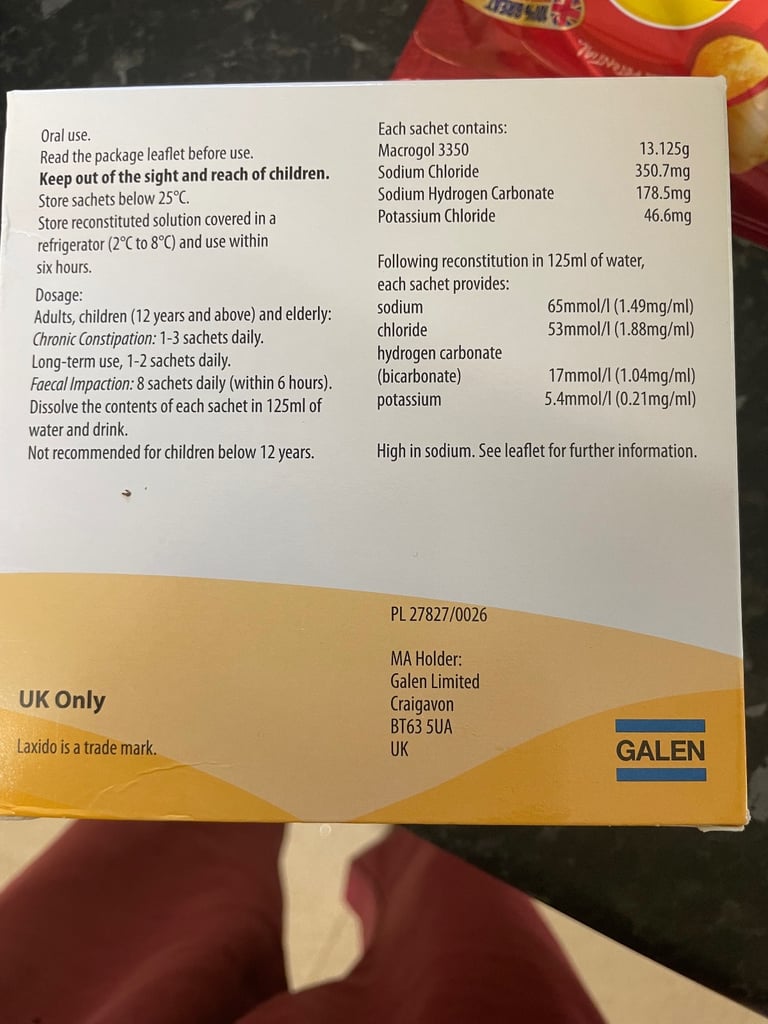 Oral use.
Read the package leaflet before use.
Keep out of the sight and reach of children.
Store sachets below 25°C.
Store reconstituted solution covered in a
refrigerator (2°C to 8°C) and use within
six hours.
Dosage:
Adults, children (12 years and above) and elderly:
Chronic Constipation: 1-3 sachets daily.
Long-term use, 1-2 sachets daily.
Faecal Impaction: 8 sachets daily (within 6 hours).
Dissolve the contents of each sachet in 125ml of
water and drink.
Not recommended for children below 12 years.
Each sachet contains:
Macrogol 3350 13.125g
Sodium Chloride 350.7mg
Sodium Hydrogen Carbonate 178.5mg
Potassium Chloride 46.6mg
Following reconstitution in 125ml of water,
each sachet provides:
sodium 65mmol/l (1.49mg/ml)
chloride 53mmol/l (1.88mg/ml)
hydrogen carbonate
(bicarbonate) 17mmol/l (1.04mg/ml)
potassium 5.4mmol/l (0.21mg/ml)
High in sodium. See leaflet for further information.
PL 27827/0026
MA Holder:
Galen Limited
Craigavon
BT63 5UA
UK
UK Only
Laxido is a trade mark.
GALEN